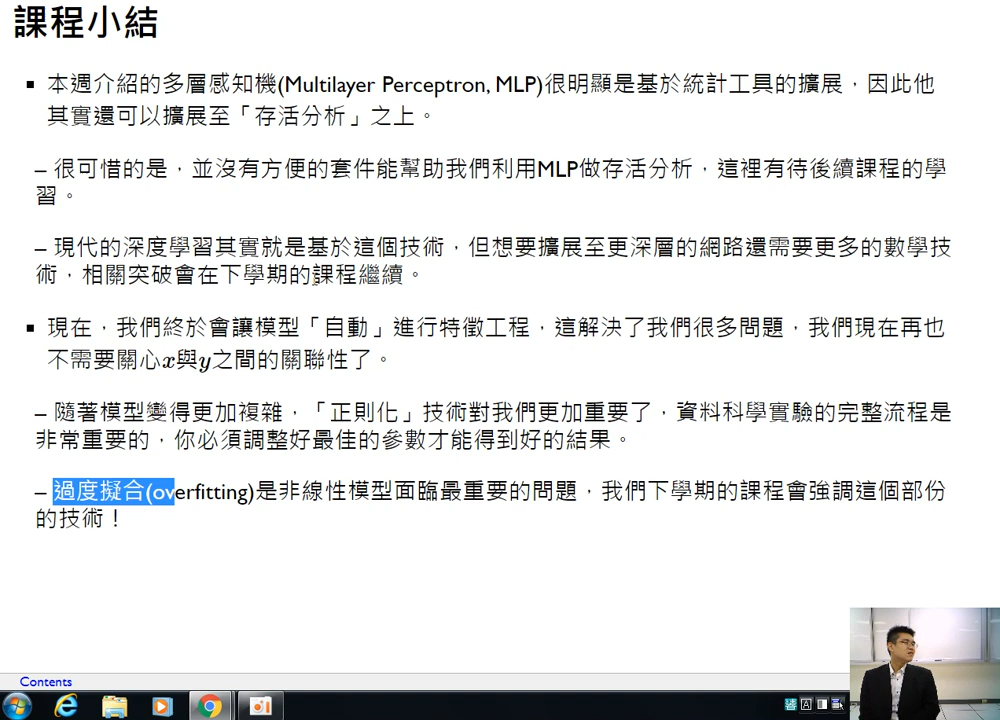 課程小結
▪ 本週介紹的多層感知機(Multilayer Perceptron, MLP)很明顯是基於統計工具的擴展，因此他
其實還可以擴展至「存活分析」之上。
– 很可惜的是，並沒有方便的套件能幫助我們利用MLP做存活分析，這裡有待後續課程的學
習。
– 現代的深度學習其實就是基於這個技術，但想要擴展至更深層的網路還需要更多的數學技
術，相關突破會在下學期的課程繼續。
▪ 現在，我們終於會讓模型「自動」進行特徵工程，這解決了我們很多問題，我們現在再也
不需要關心x與y之間的關聯性了。
– 隨著模型變得更加複雜，「正則化」技術對我們更加重要了，資料科學實驗的完整流程是
非常重要的，你必須調整好最佳的參數才能得到好的結果。
– 過度擬合(overfitting)是非線性模型面臨最重要的問題，我們下學期的課程會強調這個部份
的技術！
Contents